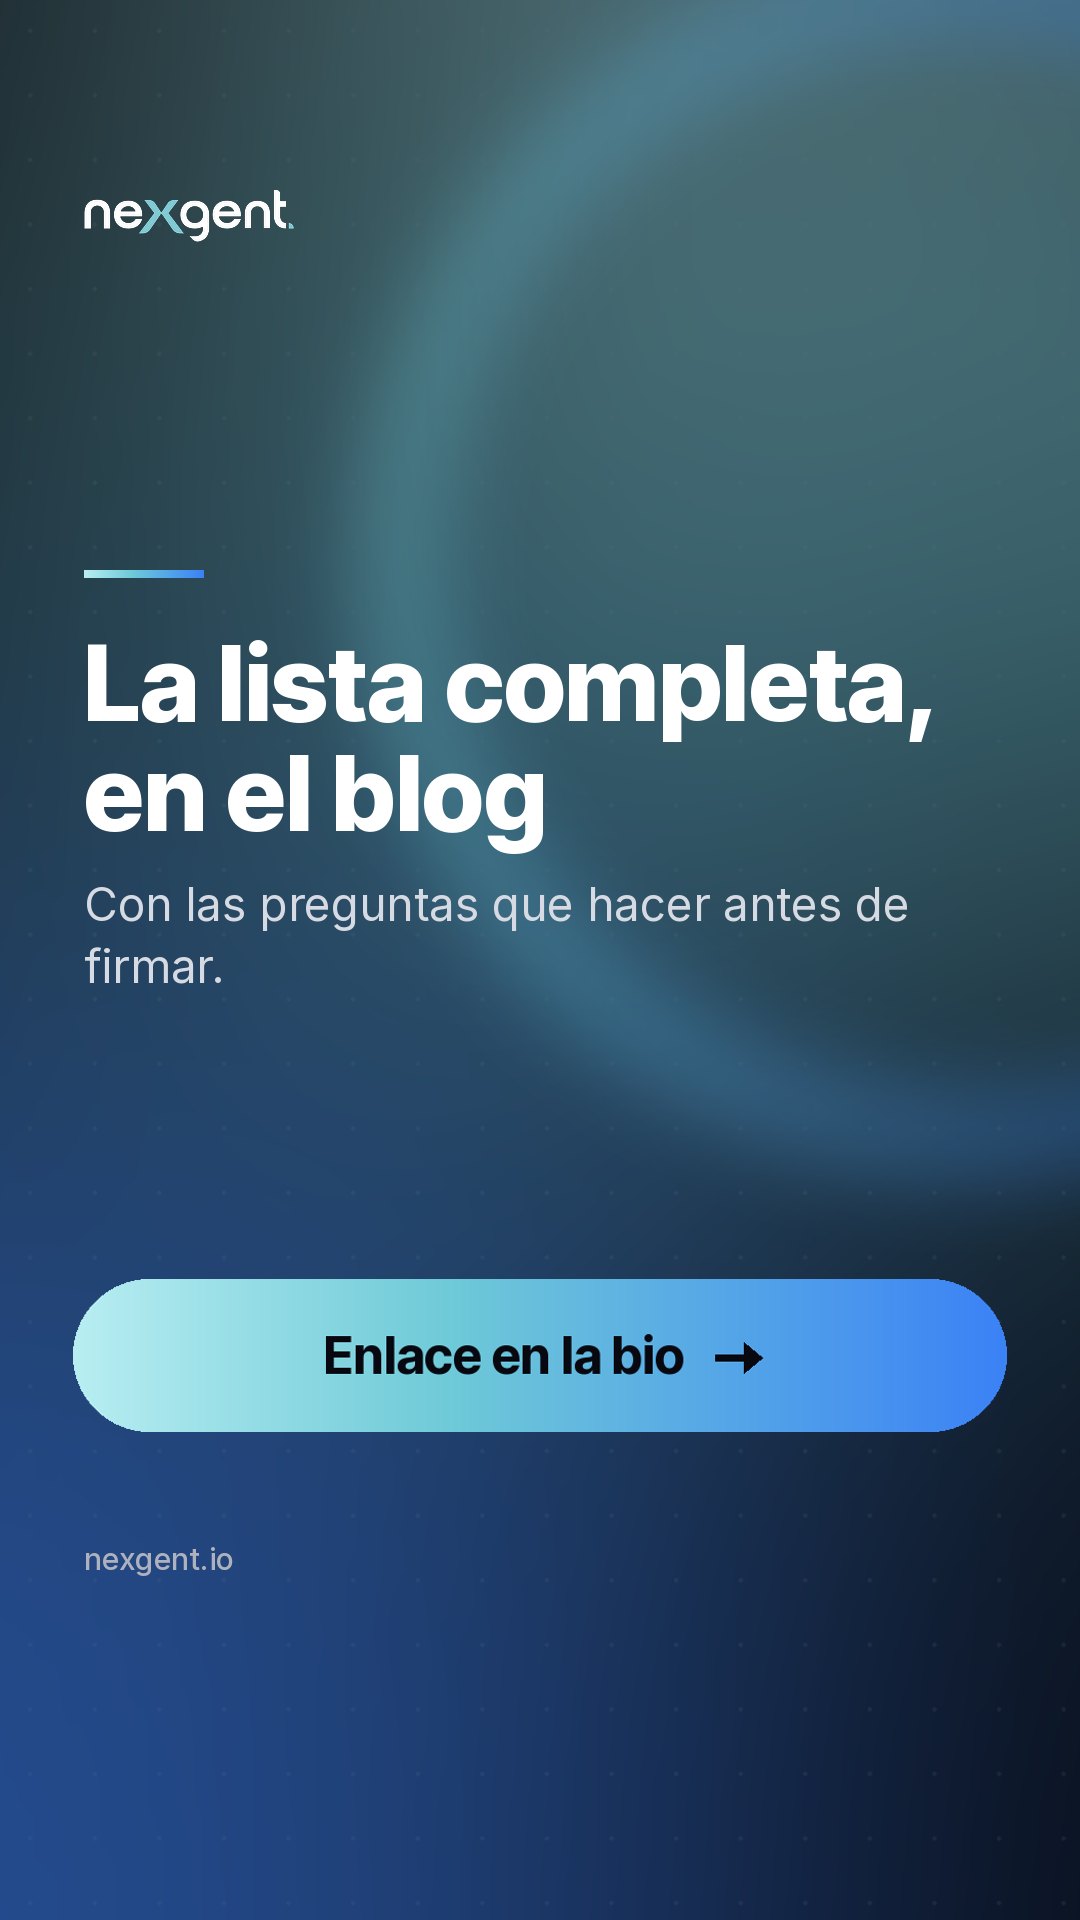 nexgent.
La lista completa,
en el blog
Con las preguntas que hacer antes de
firmar.
Enlace en la bio →
nexgent.io